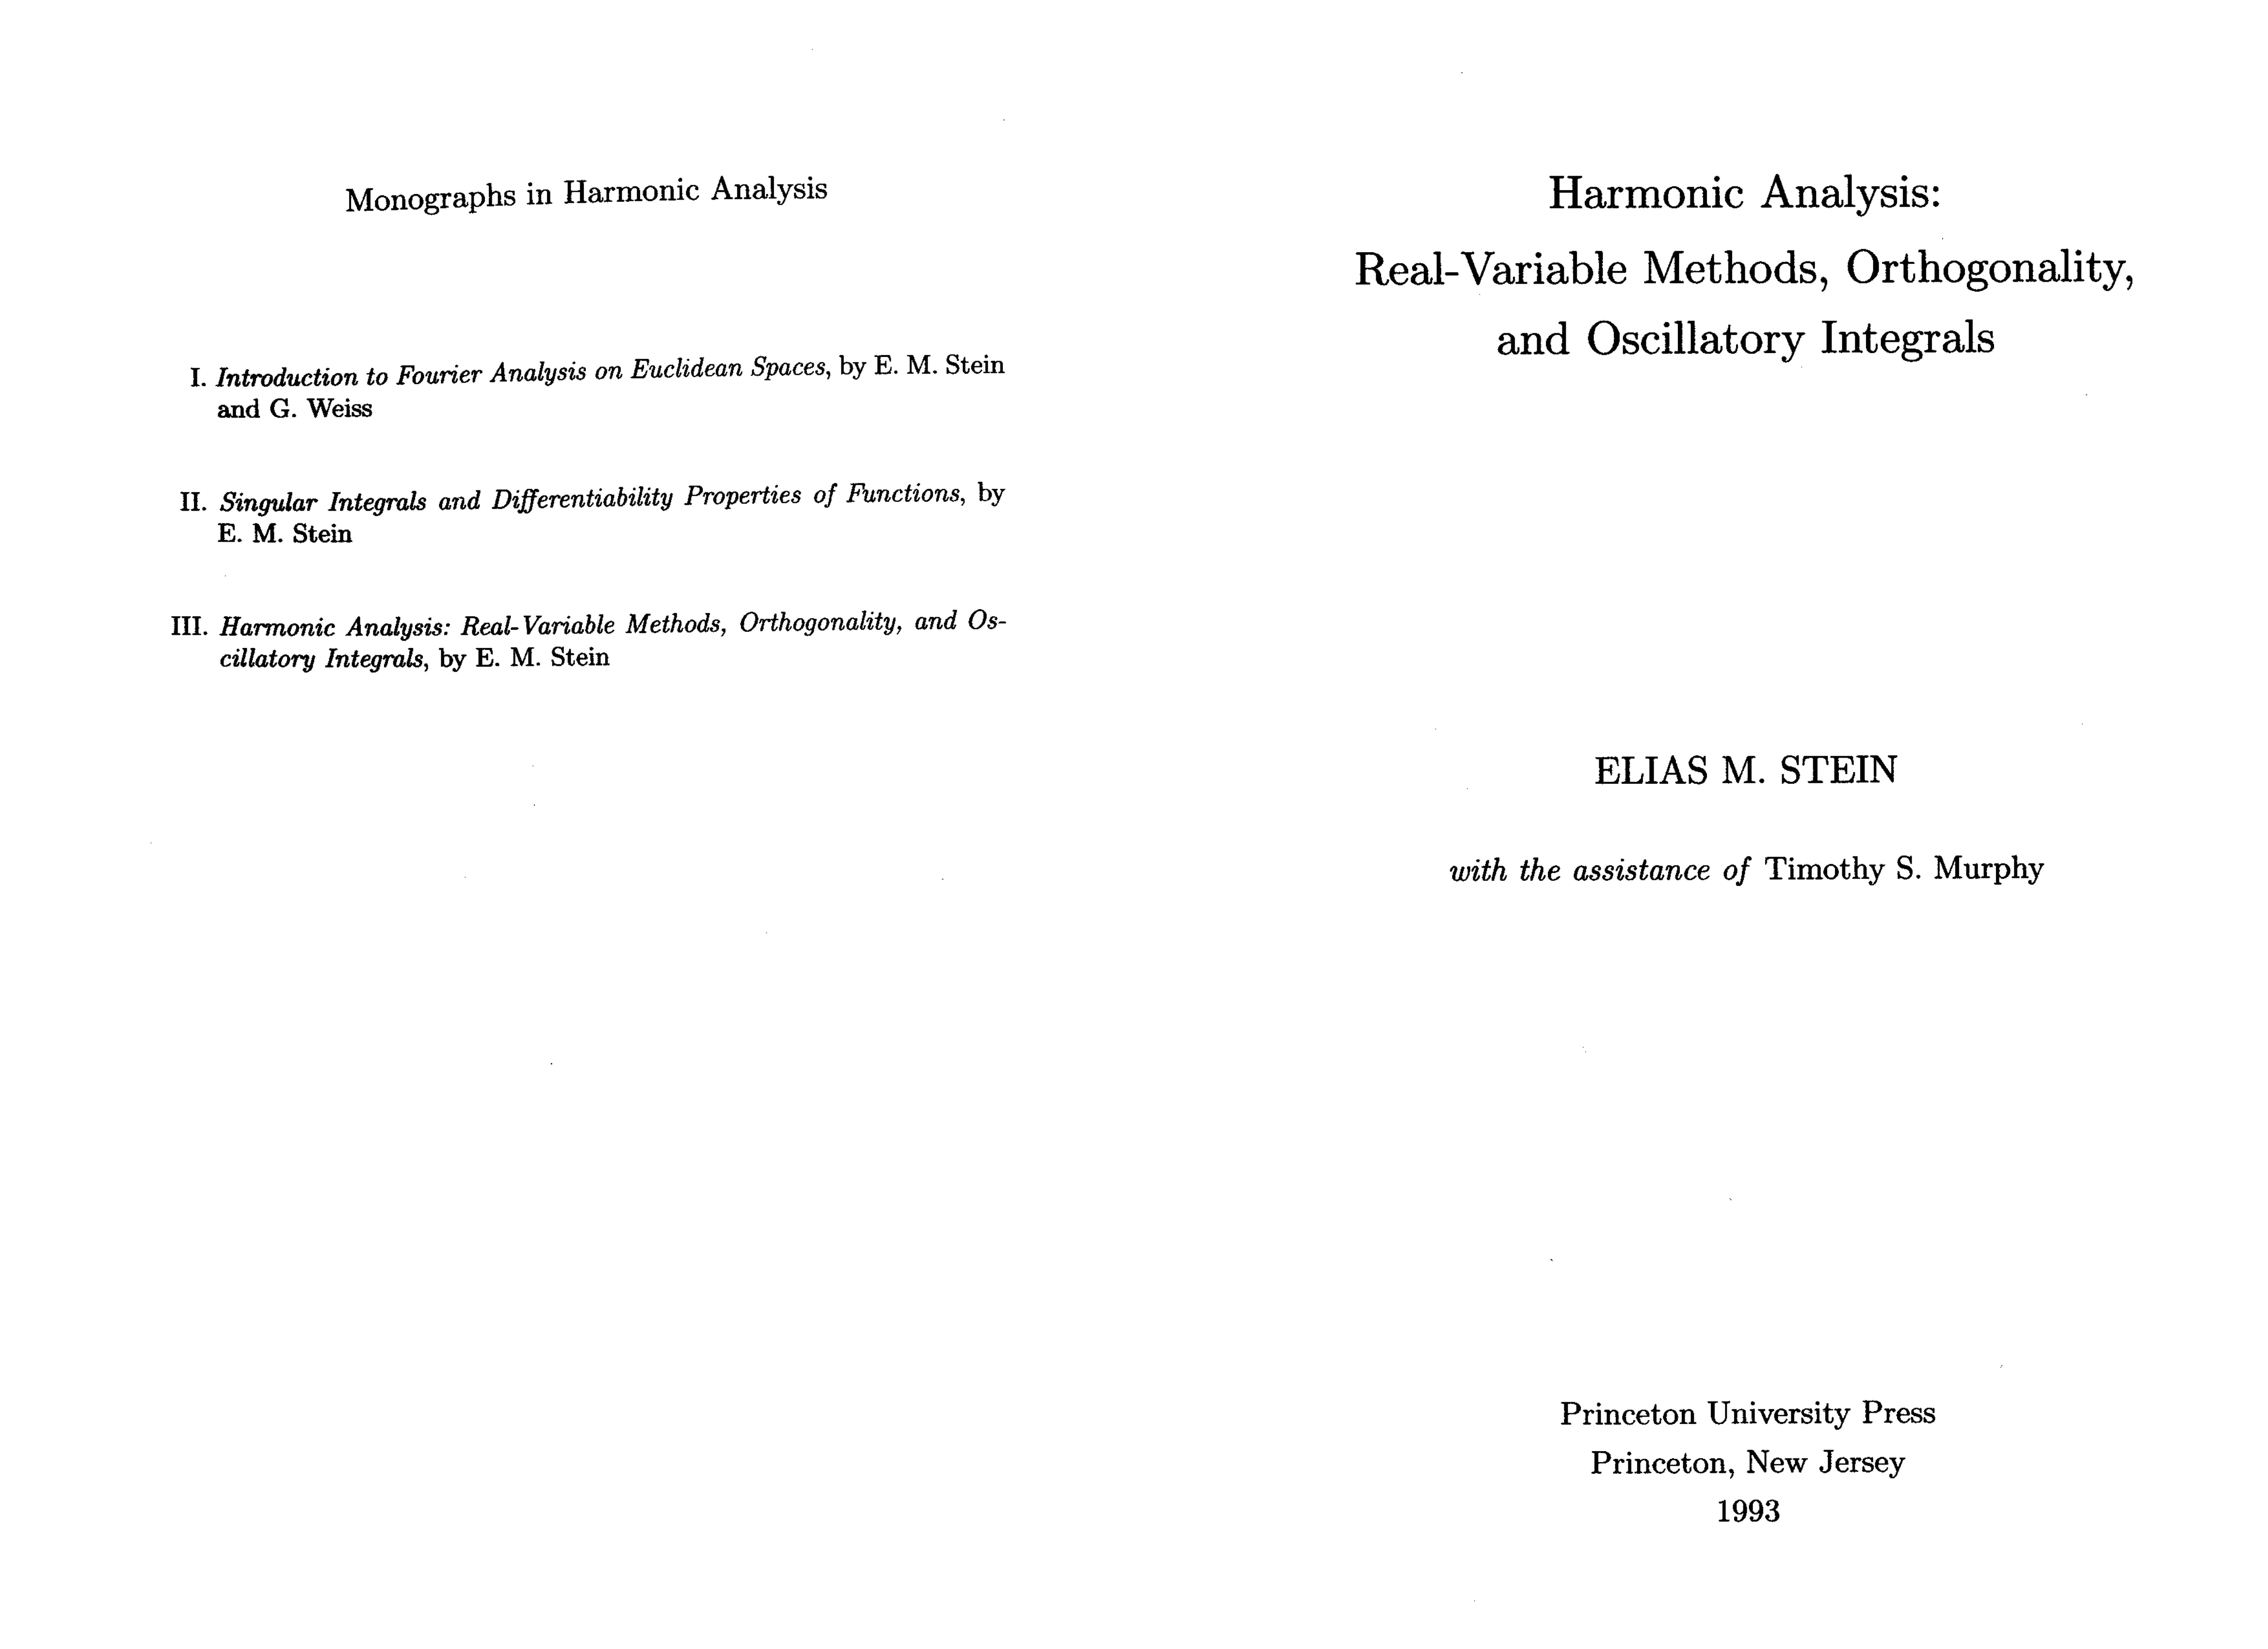 Monographs in Harmonic Analysis
I. Introduction to Fourier Analysis on Euclidean Spaces, by E. M. Stein
and G. Weiss
II. Singular Integrals and Differentiability Properties of Functions, by
E. M. Stein
III. Harmonic Analysis: Real-Variable Methods, Orthogonality, and Os-
cillatory Integrals, by E. M. Stein
Harmonic Analysis:
Real-Variable Methods, Orthogonality,
and Oscillatory Integrals
ELIAS M. STEIN
with the assistance of Timothy S. Murphy
Princeton University Press
Princeton, New Jersey
1993